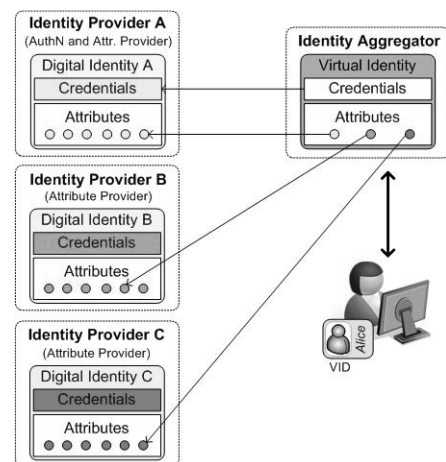 Identity Provider A
(AuthN and Attr. Provider)
Digital Identity A
Credentials
Attributes
Identity Provider B
(Attribute Provider)
Digital Identity B
Credentials
Attributes
Identity Provider C
(Attribute Provider)
Digital Identity C
Credentials
Attributes
Identity Aggregator
Virtual Identity
Credentials
Attributes
Alice
VID